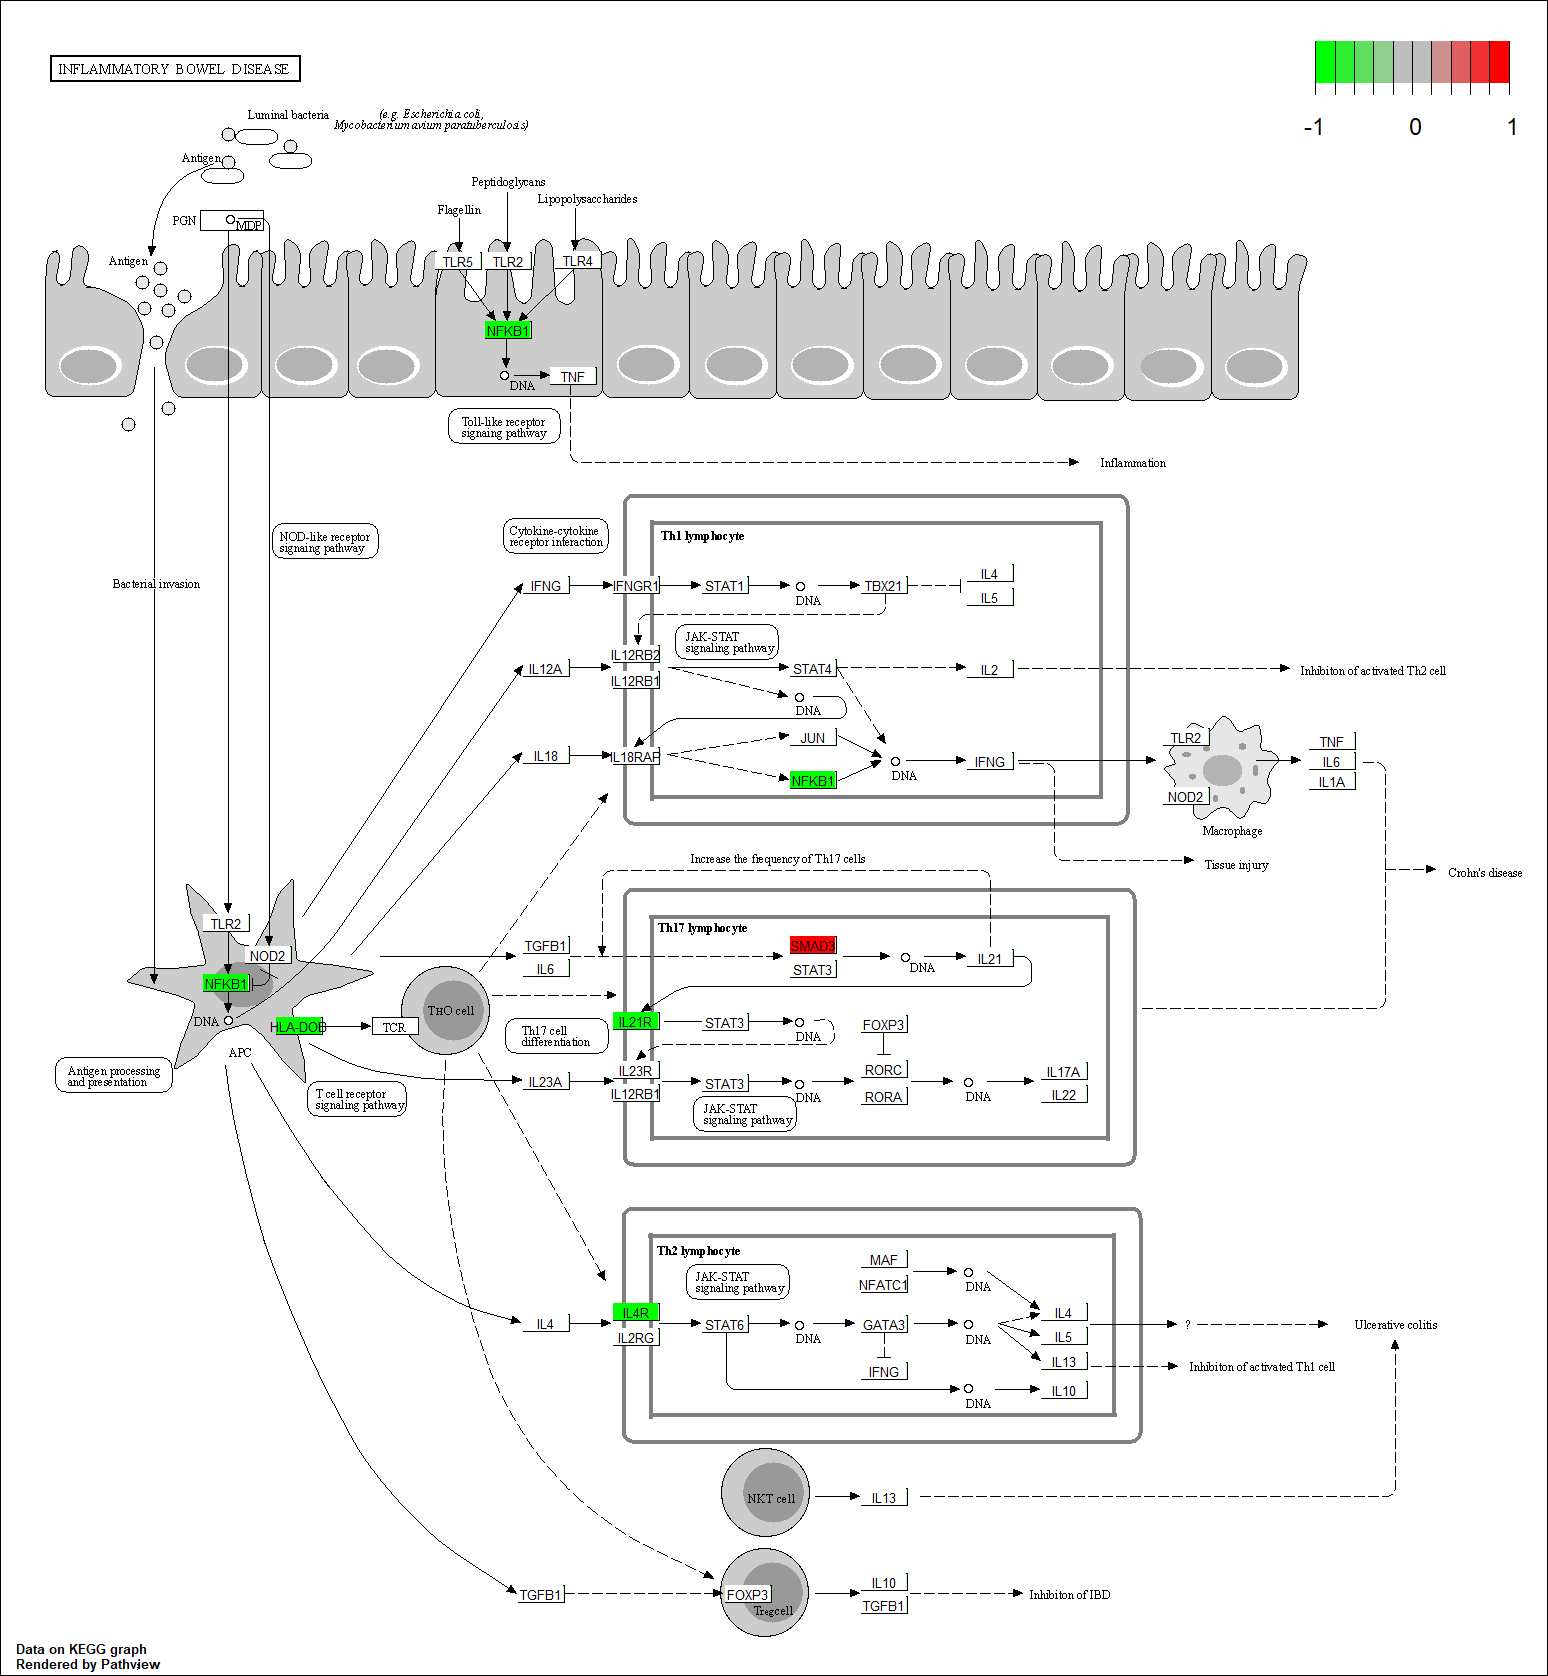 INFLAMMATORY BOWEL DISEASE
-1
0
1
Luminal bacteria
(e.g. Escherichia coli,
Mycobacterium avium paratuberculosis)
Antigen
PGN
MDP
Peptidoglycans
Flagellin
Lipopolysaccharides
Antigen
TLR5
TLR2
TLR4
NFKB1
DNA
TNF
Toll-like receptor
signaing pathway
Inflammation
NOD-like receptor
signaing pathway
Cytokine-cytokine
receptor interaction
Bacterial invasion
Th1 lymphocyte
IFNG
IFNGR1
STAT1
DNA
TBX21
IL4
IL5
JAK-STAT
signaling pathway
IL12A
IL12RB2
IL12RB1
STAT4
DNA
IL2
Inhibiton of activated Th2 cell
IL18
IL18RAP
JUN
NFKB1
DNA
IFNG
TLR2
NOD2
Macrophage
TNF
IL6
IL1A
Tissue injury
Crohn's disease
Increase the frequency of Th17 cells
Th17 lymphocyte
TLR2
NOD2
NFKB1
DNA
HLA-DOB
TCR
APC
TH0 cell
Antigen processing
and presentation
T cell receptor
signaling pathway
TGFB1
IL6
SMAD3
STAT3
DNA
IL21
Th17 cell
differentiation
IL21R
STAT3
DNA
FOXP3
IL23A
IL23R
IL12RB1
STAT3
DNA
RORC
RORA
DNA
IL17A
IL22
JAK-STAT
signaling pathway
Th2 lymphocyte
JAK-STAT
signaling pathway
MAF
NFATC1
DNA
IL4
IL4R
IL2RG
STAT6
DNA
GATA3
IFNG
DNA
IL4
IL5
IL13
IL10
DNA
?
Ulcerative colitis
Inhibiton of activated Th1 cell
NKT cell
IL13
TGFB1
FOXP3
Treg cell
IL10
TGFB1
Inhibiton of IBD
Data on KEGG graph
Rendered by Pathview